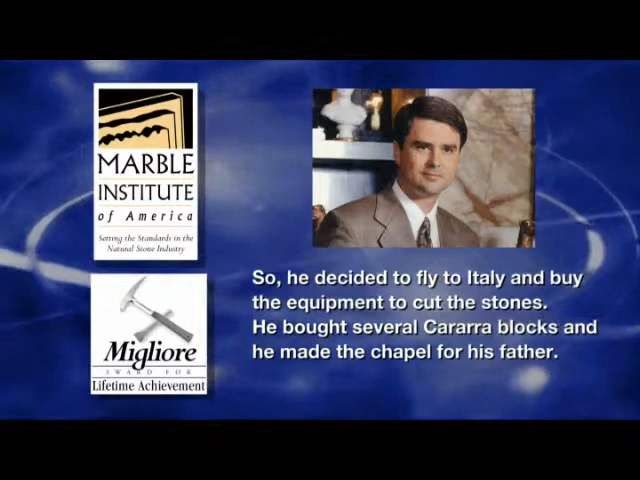 MARBLE
INSTITUTE
of America
Setting the Standards in the
Natural Stone Industry
Migliore
AWARD FOR
Lifetime Achievement
So, he decided to fly to Italy and buy
the equipment to cut the stones.
He bought several Cararra blocks and
he made the chapel for his father.